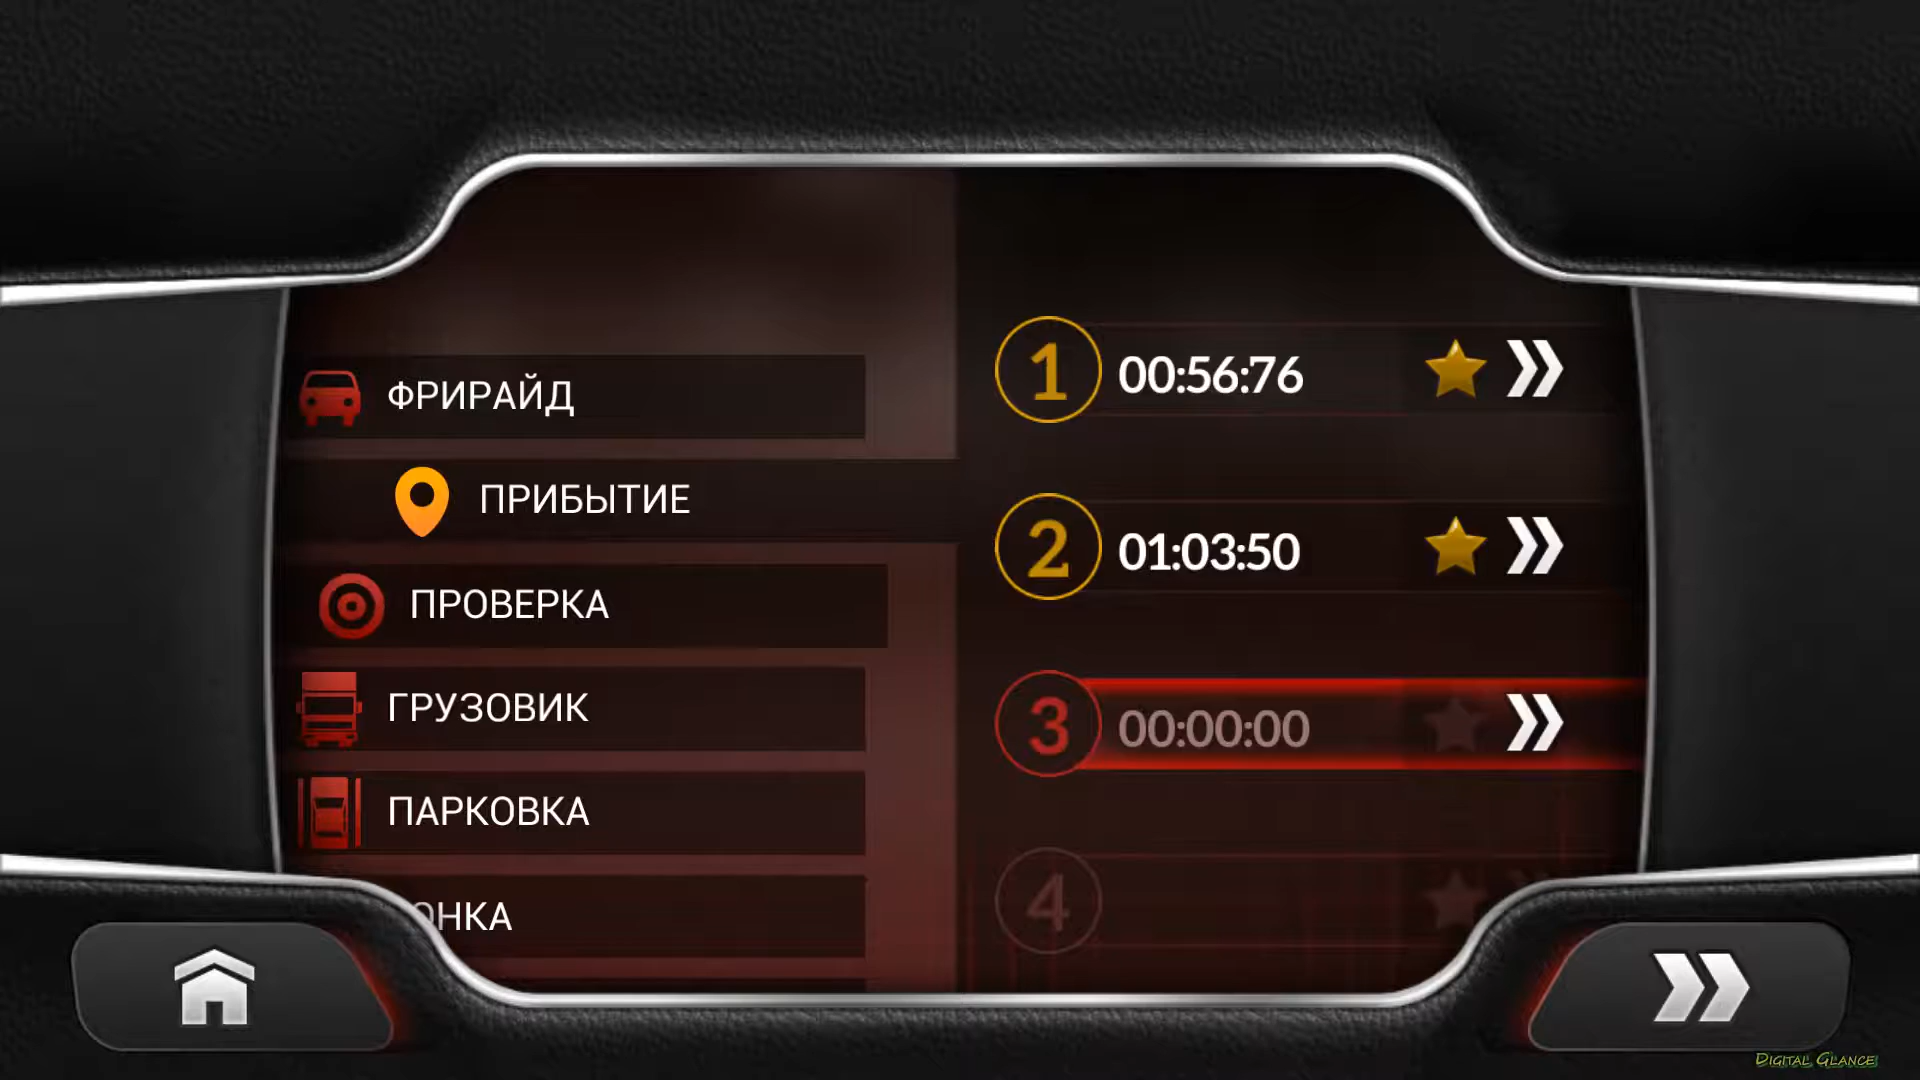 ФРИРАЙД
ПРИБЫТИЕ
ПРОВЕРКА
ГРУЗОВИК
ПАРКОВКА
ОНКА
1 00:56:76
2 01:03:50
3 00:00:00
4
Digital Glance